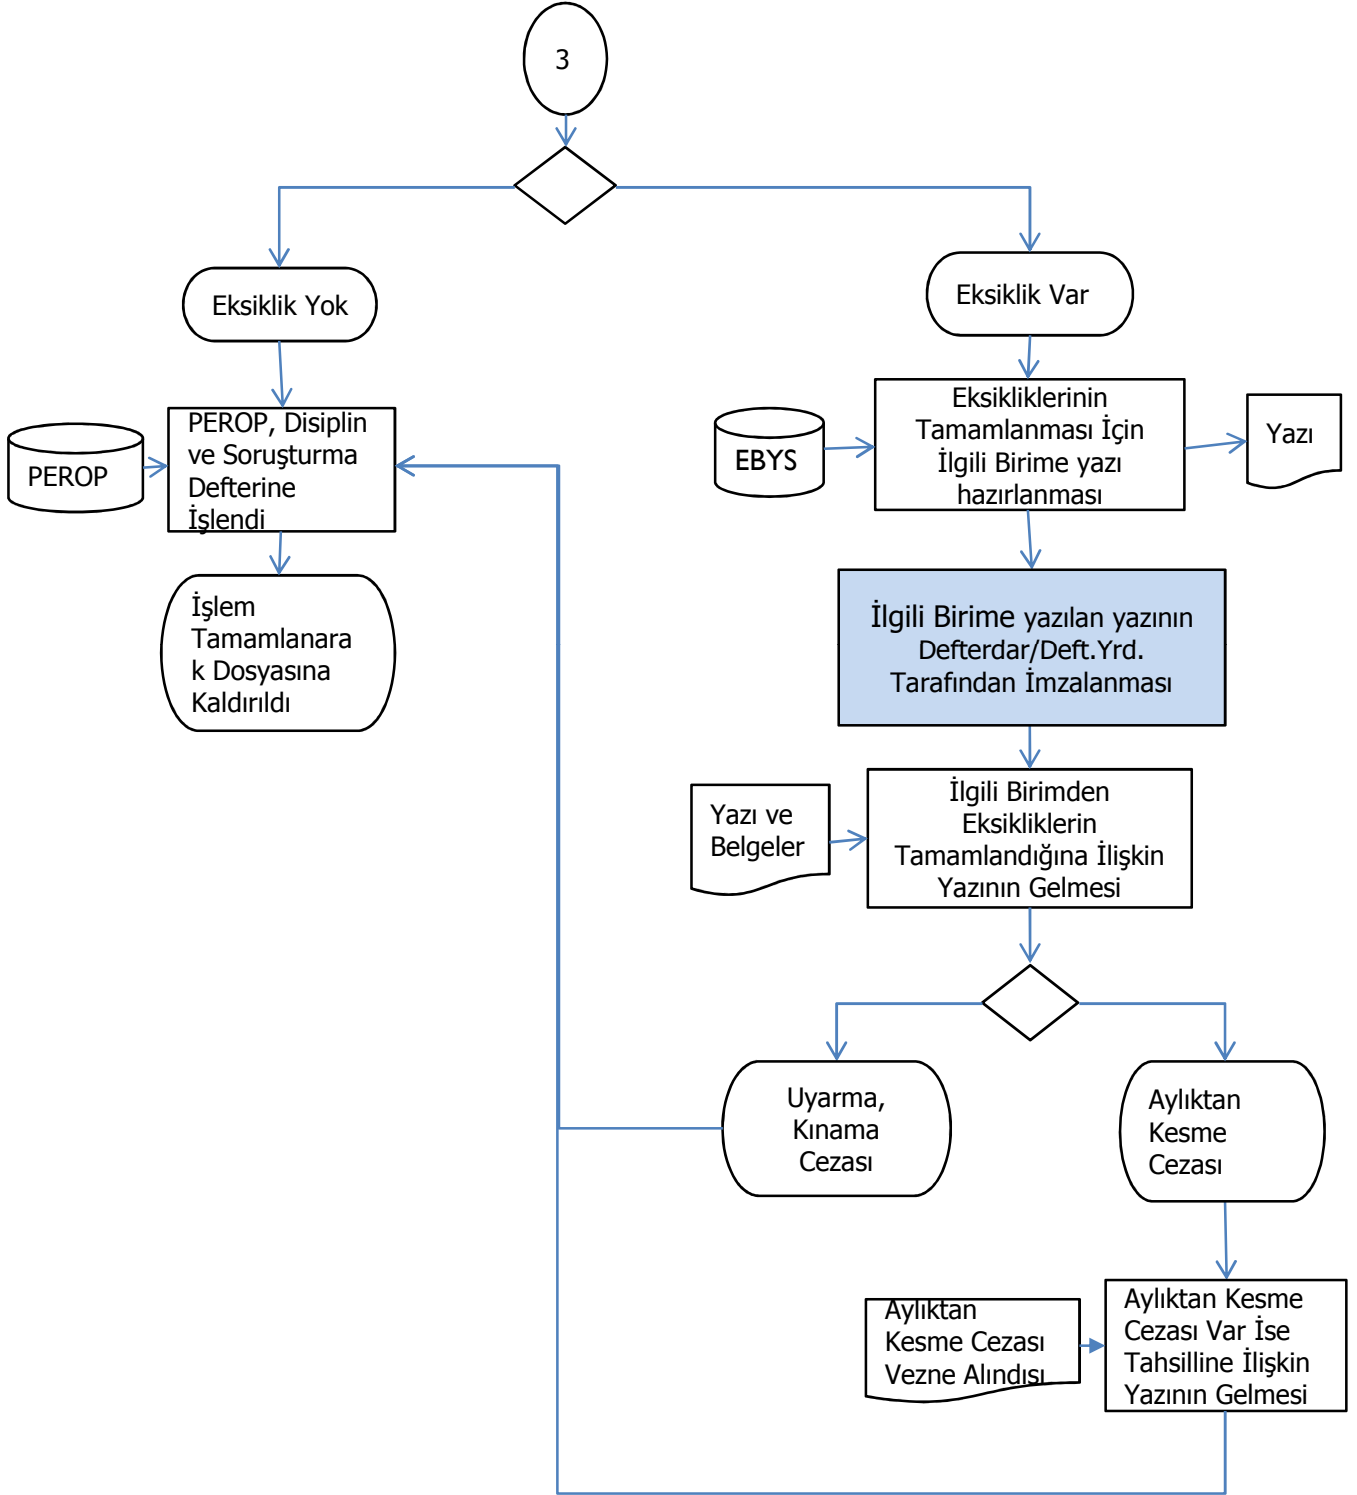 3
Eksiklik Yok
Eksiklik Var
PEROP
PEROP, Disiplin
ve Soruşturma
Defterine
İşlendi
İşlem
Tamamlanara
k Dosyasına
Kaldırıldı
EBYS
Eksikliklerinin
Tamamlanması İçin
İlgili Birime yazı
hazırlanması
Yazı
İlgili Birime yazılan yazının
Defterdar/Deft.Yrd.
Tarafından İmzalanması
Yazı ve
Belgeler
İlgili Birimden
Eksikliklerin
Tamamlandığına İlişkin
Yazının Gelmesi
Uyarma,
Kınama
Cezası
Aylıktan
Kesme
Cezası
Aylıktan
Kesme Cezası
Vezne Alındısı
Aylıktan Kesme
Cezası Var İse
Tahsilline İlişkin
Yazının Gelmesi